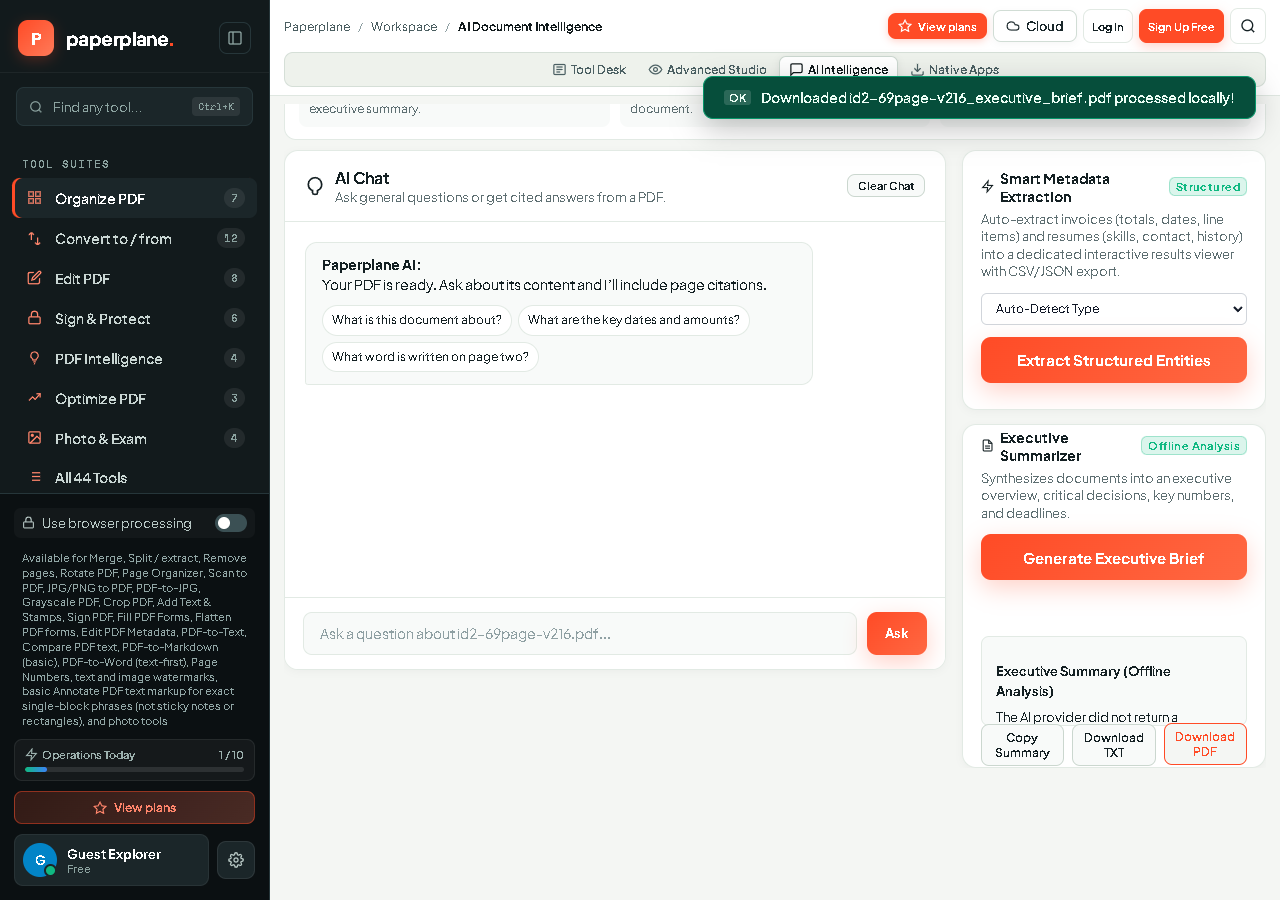 P paperplane.
Find any tool... Ctrl+K
TOOL SUITES
Organize PDF 7
Convert to / from 12
Edit PDF 8
Sign & Protect 6
PDF Intelligence 4
Optimize PDF 3
Photo & Exam 4
All 44 Tools
Use browser processing
Available for Merge, Split / extract, Remove
pages, Rotate PDF, Page Organizer, Scan to
PDF, JPG/PNG to PDF, PDF-to-JPG,
Grayscale PDF, Crop PDF, Add Text &
Stamps, Sign PDF, Fill PDF Forms, Flatten
PDF forms, Edit PDF Metadata, PDF-to-Text,
Compare PDF text, PDF-to-Markdown
(basic), PDF-to-Word (text-first), Page
Numbers, text and image watermarks,
basic Annotate PDF text markup for exact
single-block phrases (not sticky notes or
rectangles), and photo tools
Operations Today 1 / 10
View plans
G Guest Explorer
Free
Paperplane / Workspace / AI Document Intelligence
View plans Cloud Log In Sign Up Free
Tool Desk Advanced Studio AI Intelligence Native Apps
OK Downloaded id2-69page-v216_executive_brief.pdf processed locally!
executive summary. document.
AI Chat
Ask general questions or get cited answers from a PDF.
Clear Chat
Paperplane AI:
Your PDF is ready. Ask about its content and I'll include page citations.
What is this document about? What are the key dates and amounts?
What word is written on page two?
Ask a question about id2-69page-v216.pdf... Ask
Smart Metadata
Extraction
Structured
Auto-extract invoices (totals, dates, line
items) and resumes (skills, contact, history)
into a dedicated interactive results viewer
with CSV/JSON export.
Auto-Detect Type
Extract Structured Entities
Executive
Summarizer
Offline Analysis
Synthesizes documents into an executive
overview, critical decisions, key numbers,
and deadlines.
Generate Executive Brief
Executive Summary (Offline
Analysis)
The AI provider did not return a
Copy
Summary
Download
TXT
Download
PDF